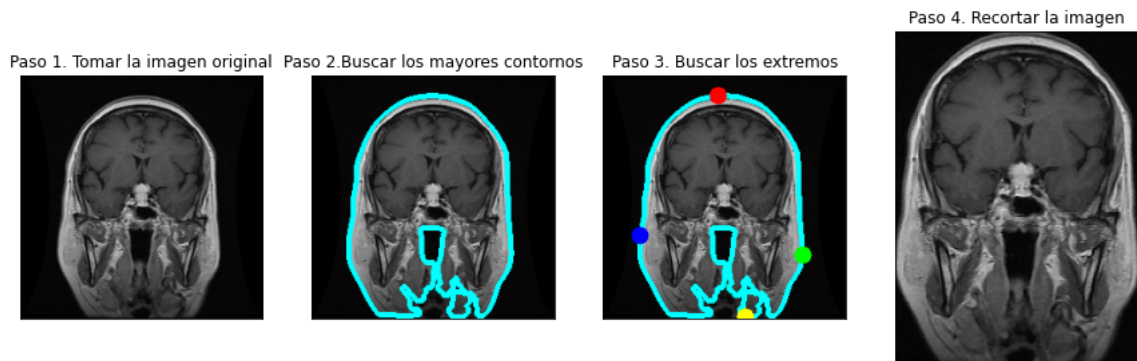 Paso 1. Tomar la imagen original
Paso 2.Buscar los mayores contornos
Paso 3. Buscar los extremos
Paso 4. Recortar la imagen